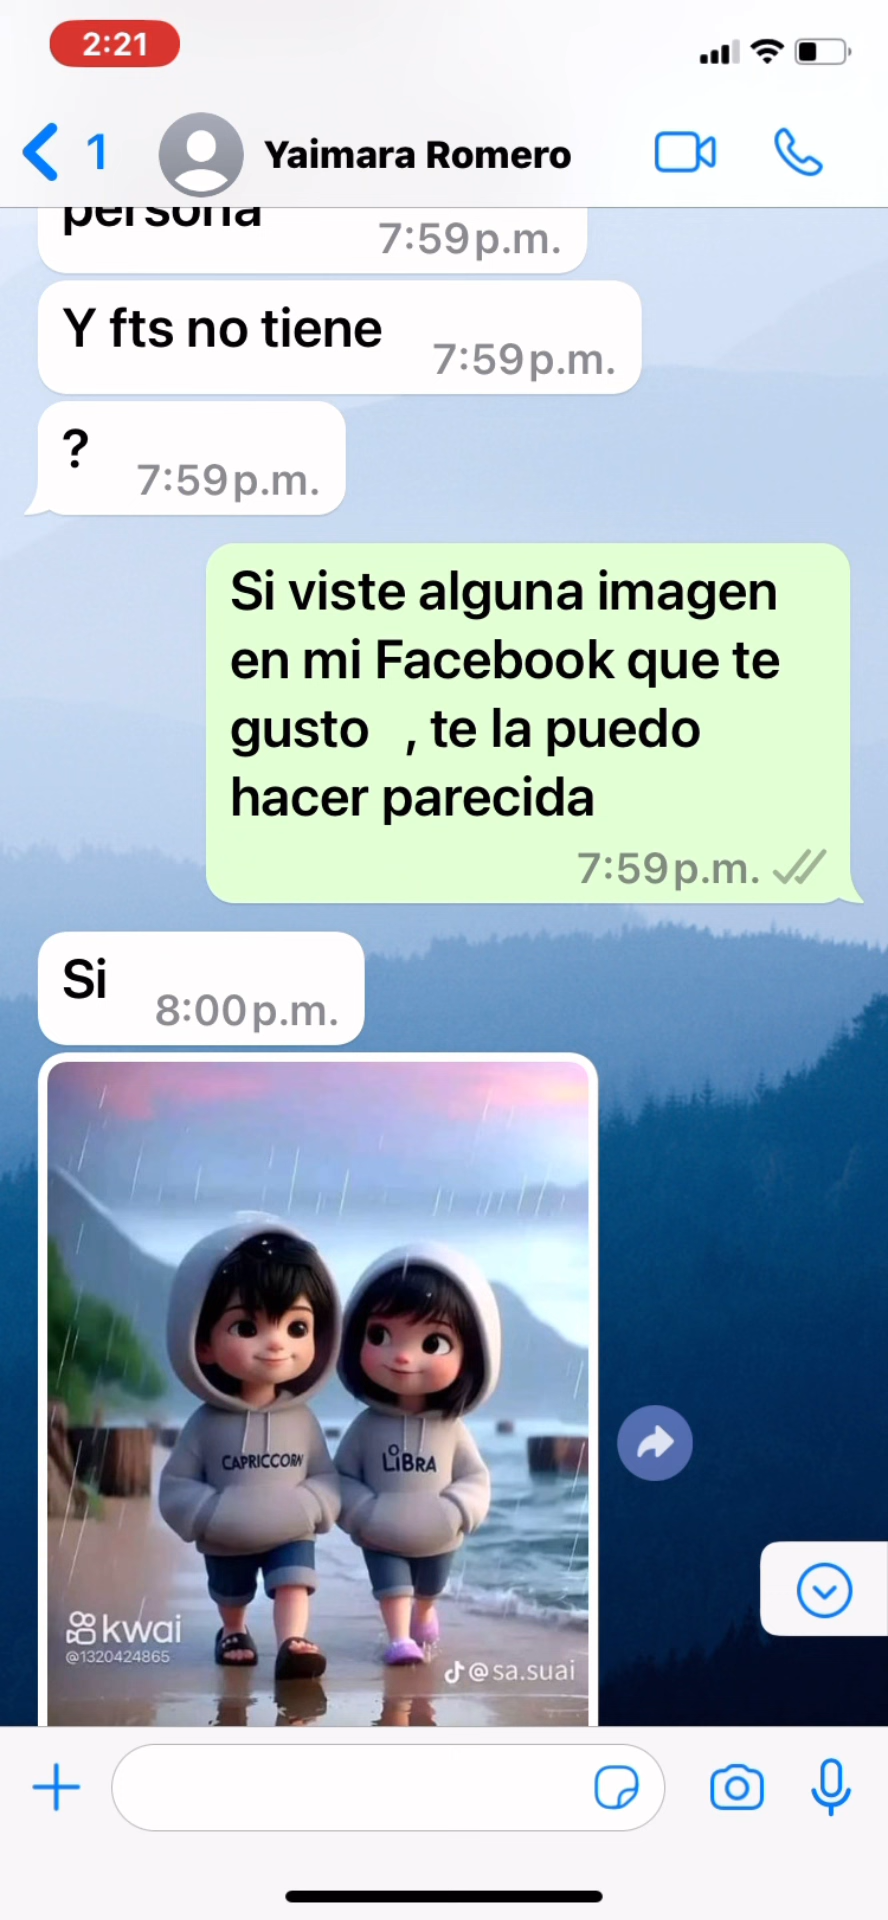 2:21
1
Yaimara Romero
persona
7:59 p.m.
Y fts no tiene
7:59 p.m.
?
7:59 p.m.
Si viste alguna imagen
en mi Facebook que te
gusto , te la puedo
hacer parecida
7:59 p.m.
Si
8:00 p.m.
CAPRICCORN
LiBRA
kwai
@1320424865
@sa.suai